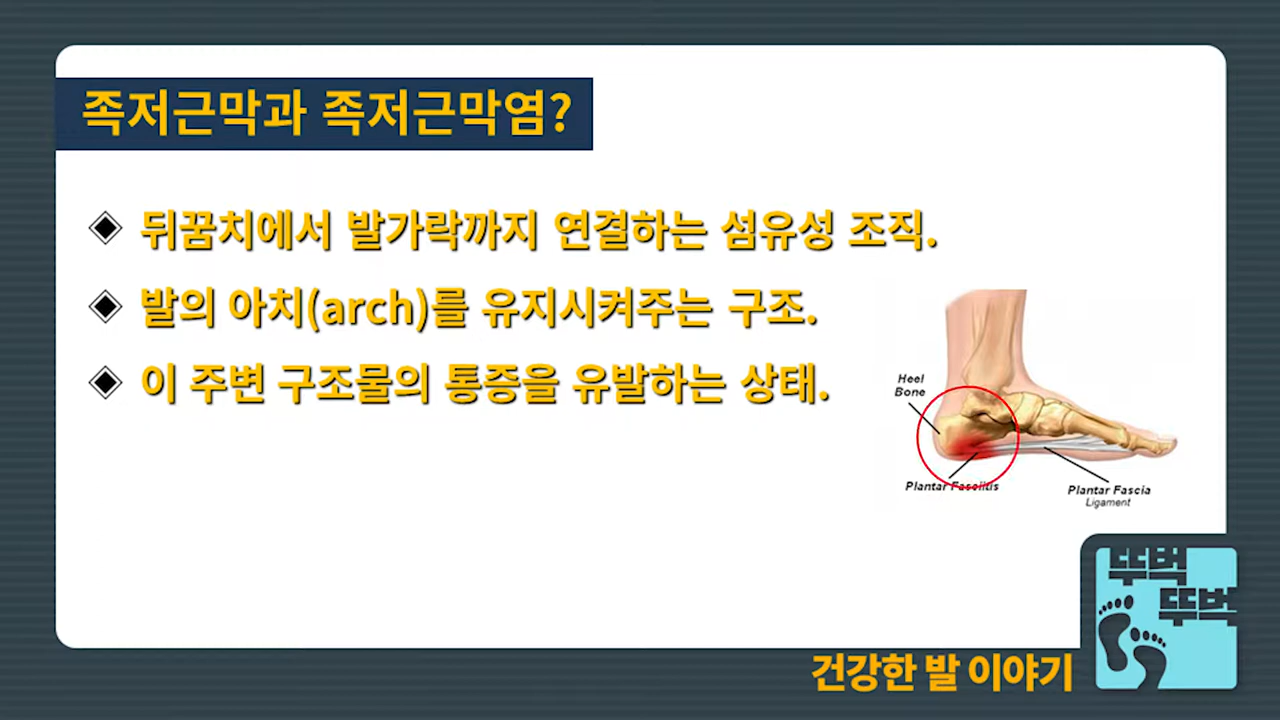 족저근막과 족저근막염?
◈ 뒤꿈치에서 발가락까지 연결하는 섬유성 조직.
◈ 발의 아치(arch)를 유지시켜주는 구조.
◈ 이 주변 구조물의 통증을 유발하는 상태.
Heel
Bone
Plantar Fasciitis
Plantar Fascia
Ligament
뚜벅
뚜벅
건강한 발 이야기